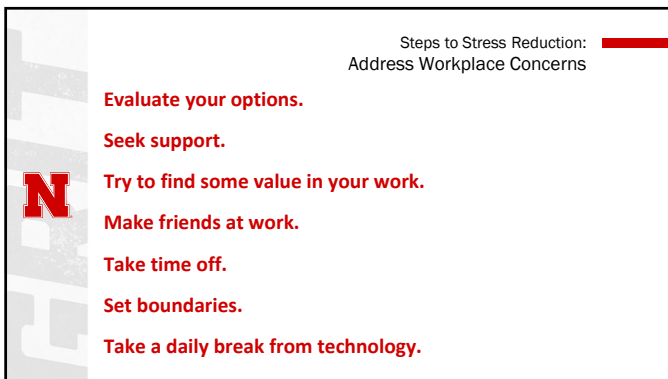 Steps to Stress Reduction:
Address Workplace Concerns
Evaluate your options.
Seek support.
Try to find some value in your work.
N
Make friends at work.
Take time off.
Set boundaries.
Take a daily break from technology.
GRIT